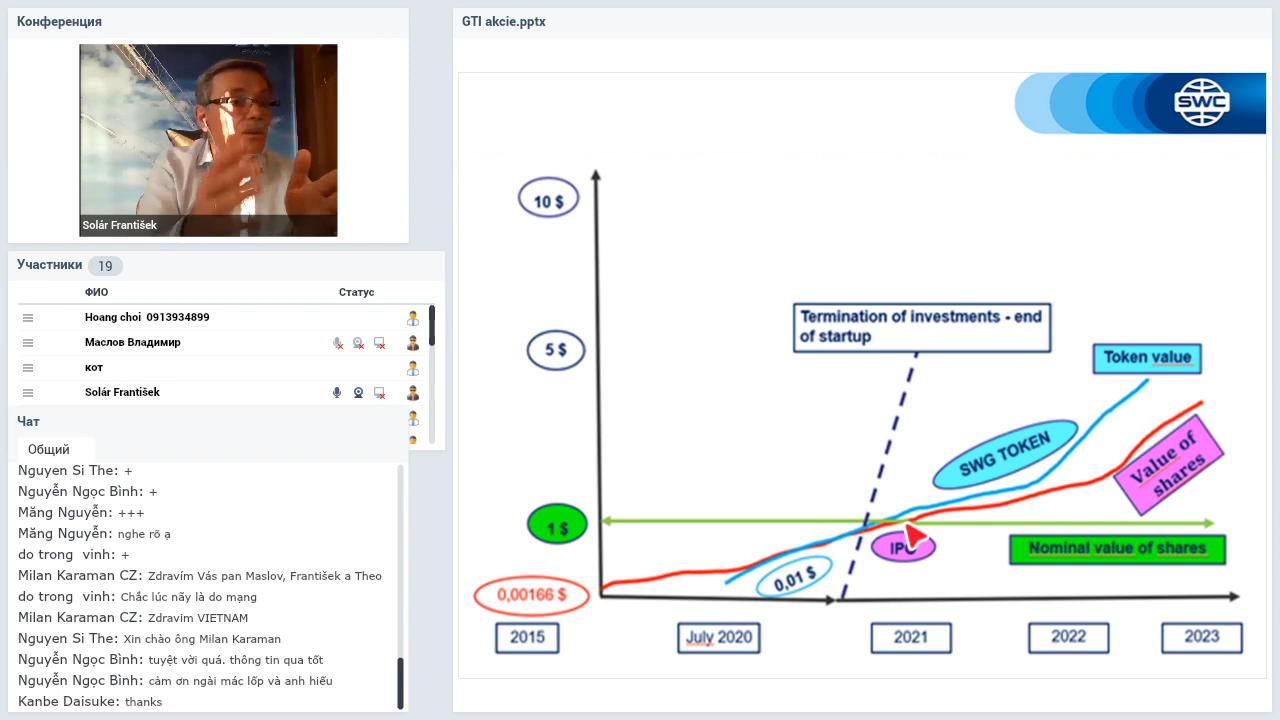 Конференция
Solár František
Участники 19
ФИО Статус
Hoang choi 0913934899
Маслов Владимир
кот
Solár František
Чат
Общий
Nguyen Si The: +
Nguyễn Ngọc Bình: +
Măng Nguyễn: +++
Măng Nguyễn: nghe rõ ạ
do trong vinh: +
Milan Karaman CZ: Zdravím Vás pan Maslov, František a Theo
do trong vinh: Chắc lúc nãy là do mạng
Milan Karaman CZ: Zdravim VIETNAM
Nguyen Si The: Xin chào ông Milan Karaman
Nguyễn Ngọc Bình: tuyệt vời quá. thông tin qua tốt
Nguyễn Ngọc Bình: cảm ơn ngài mác lốp và anh hiếu
Kanbe Daisuke: thanks
GTI akcie.pptx
SWC
10 $
5 $
1 $
0,00166 $
Termination of investments - end
of startup
Token value
SWG TOKEN
Value of
shares
IPO
0,01 $
Nominal value of shares
2015
July 2020
2021
2022
2023